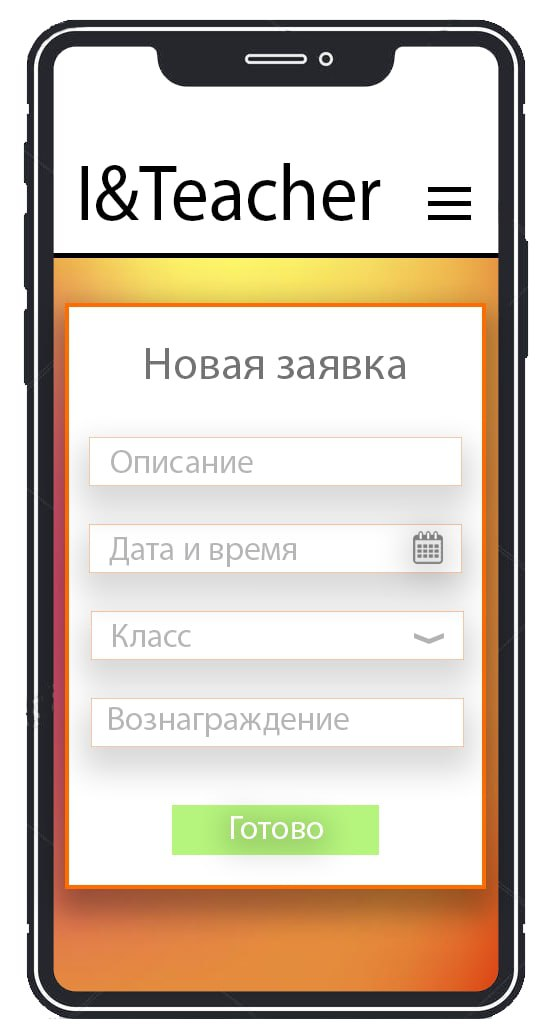 I&Teacher
Новая заявка
Описание
Дата и время
Класс
Вознаграждение
Готово